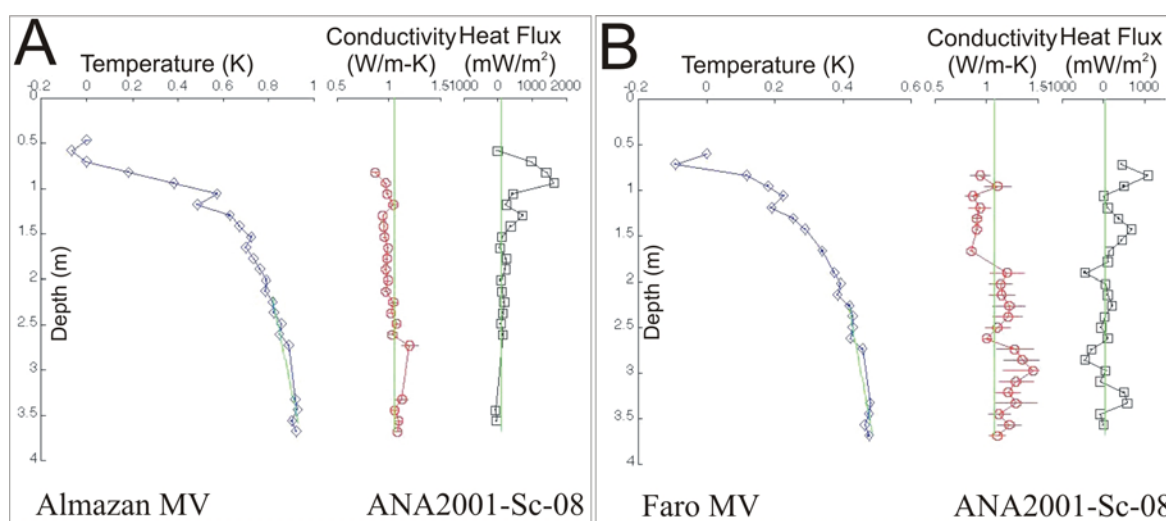 A
Temperature (K)
Conductivity
(W/m-K)
Heat Flux
(mW/m²)
-0.2 0 0.2 0.4 0.6 0.8 1
0.5 1 1.5
1000 0 1000 2000
0
0.5
1
1.5
2
2.5
3
3.5
4
Depth (m)
Almazan MV
ANA2001-Sc-08
B
Temperature (K)
Conductivity
(W/m-K)
Heat Flux
(mW/m²)
-0.2 0 0.2 0.4 0.6
0.5 1 1.5
1000 0 1000
0
0.5
1
1.5
2
2.5
3
3.5
4
Depth (m)
Faro MV
ANA2001-Sc-08